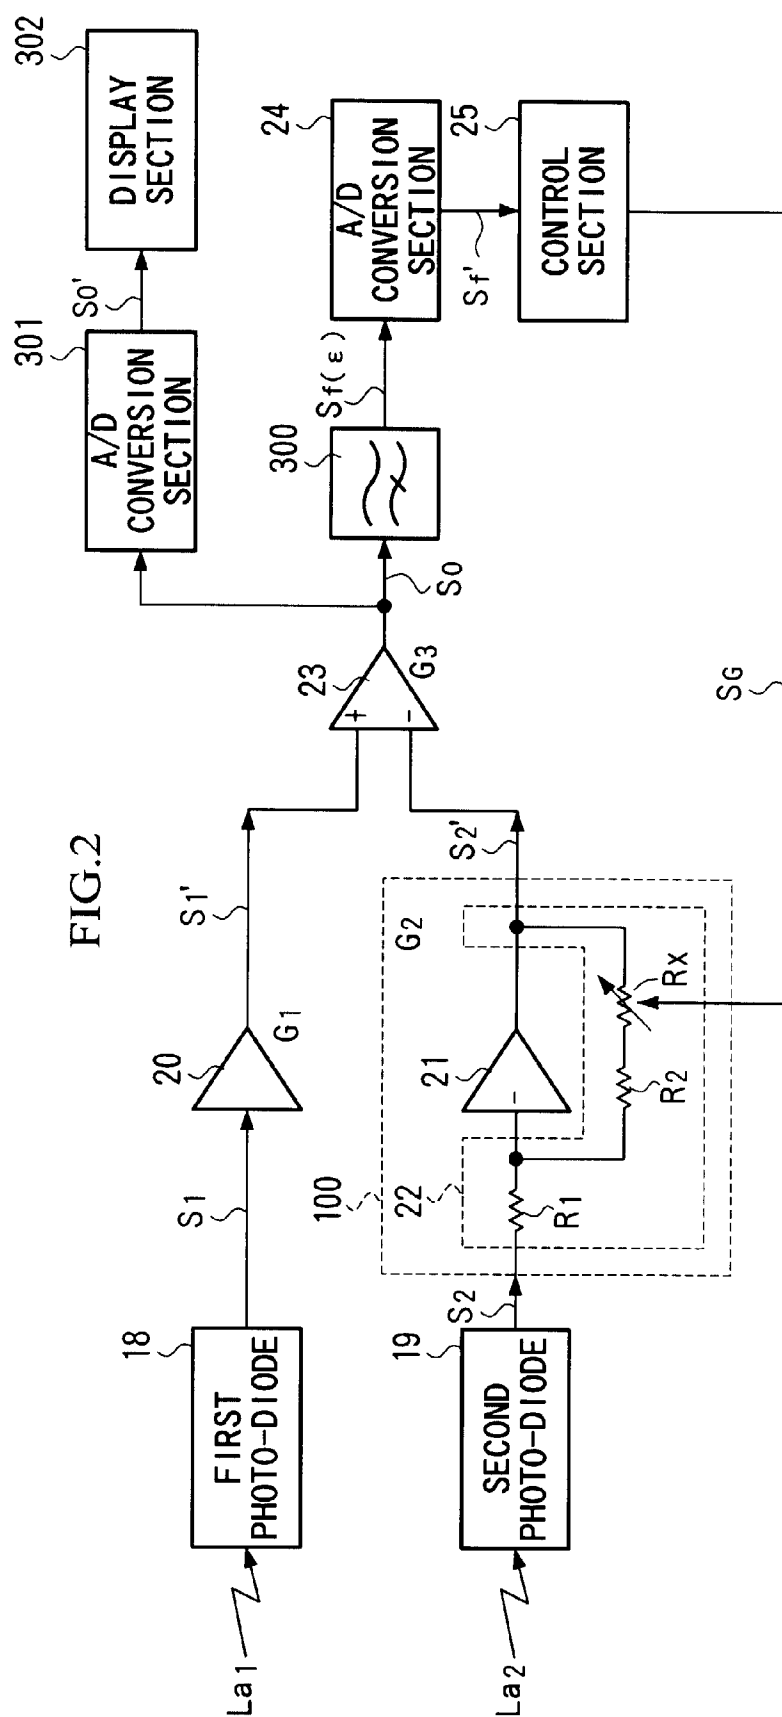 FIG.2
La1
FIRST
PHOTO-DIODE
18
S1
20
G1
S1'
La2
SECOND
PHOTO-DIODE
19
S2
100
22
R1
21
R2
RX
G2
S2'
23
+
-
G3
S0
300
Sf(ε)
A/D
CONVERSION
SECTION
24
Sf'
CONTROL
SECTION
25
SG
A/D
CONVERSION
SECTION
301
S0'
DISPLAY
SECTION
302
-